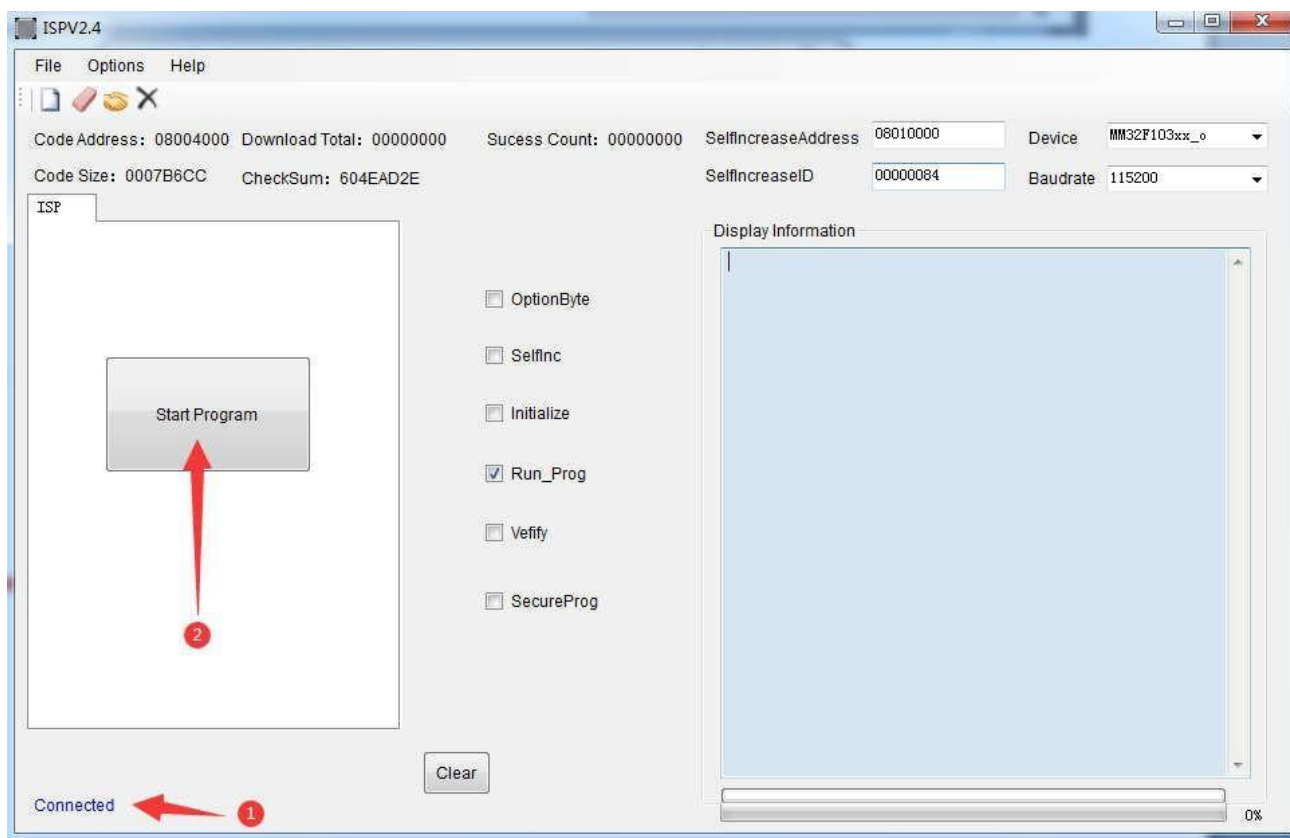 ISPV2.4
File Options Help
Code Address: 08004000 Download Total: 00000000 Sucess Count: 00000000 SelfIncreaseAddress 08010000 Device MM32F103xx_o
Code Size: 0007B6CC CheckSum: 604EAD2E SelfIncreaseID 00000084 Baudrate 115200
ISP
Display Information
OptionByte
SelfInc
Start Program
Initialize
Run_Prog
Vefify
SecureProg
2
Clear
Connected
1
0%